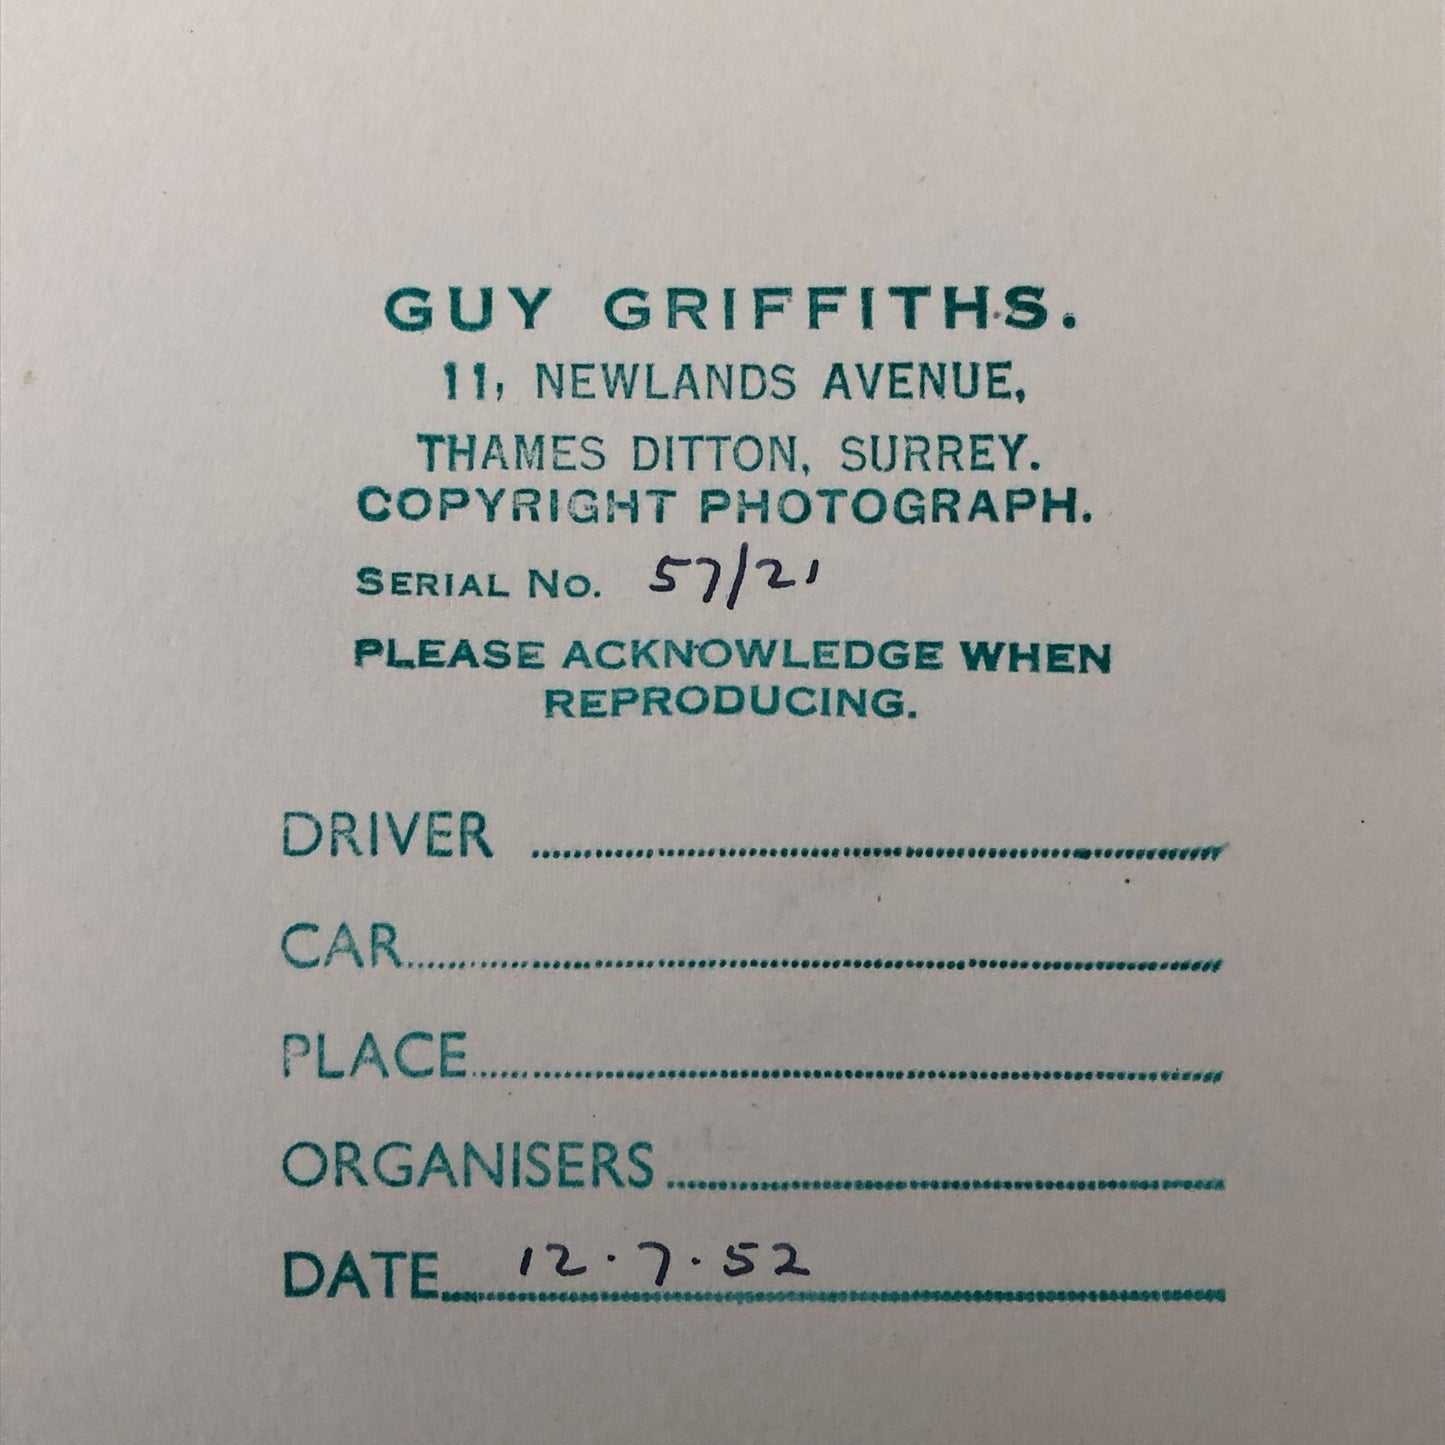 GUY GRIFFITHS.
11, NEWLANDS AVENUE,
THAMES DITTON, SURREY.
COPYRIGHT PHOTOGRAPH.
SERIAL NO. 57/21
PLEASE ACKNOWLEDGE WHEN
REPRODUCING.
DRIVER ....................
CAR....................
PLACE....................
ORGANISERS....................
DATE.... 12.7.52